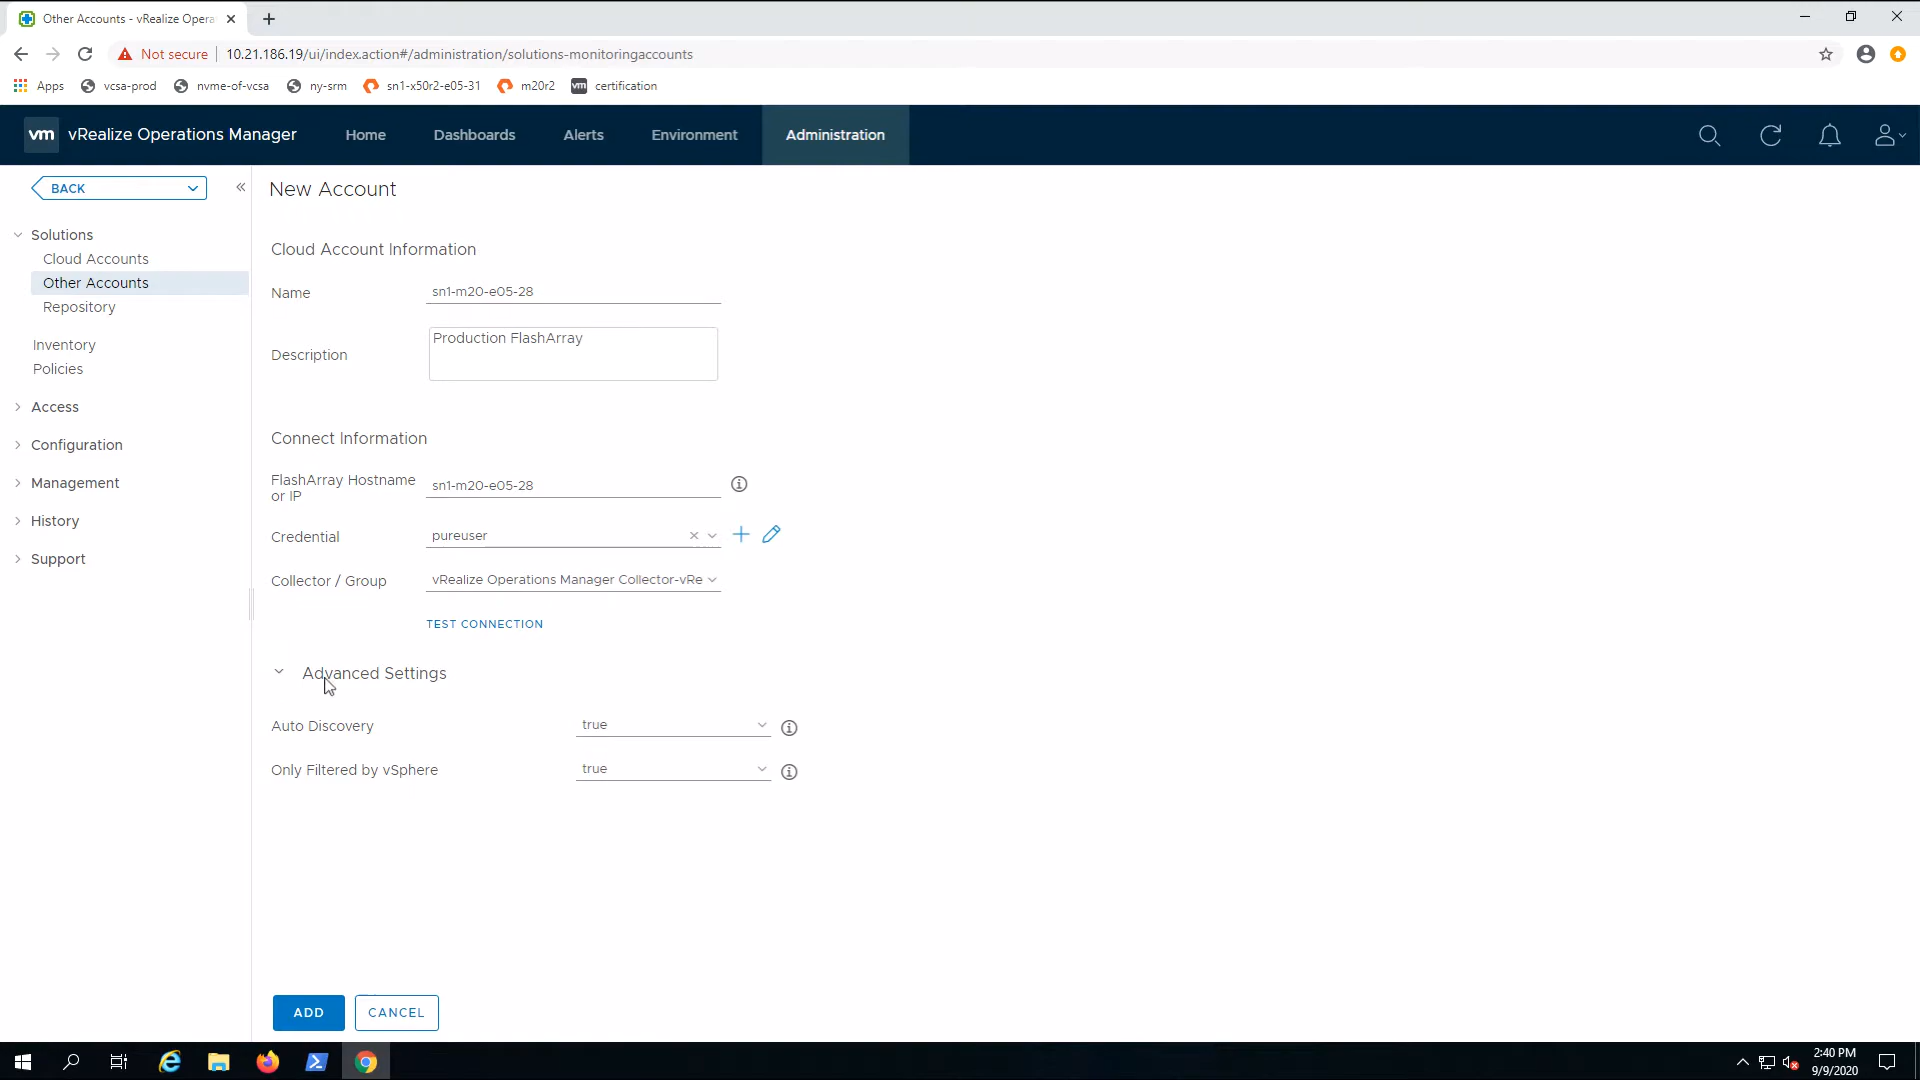 Other Accounts - vRealize Opera
Not secure
10.21.186.19/ui/index.action#/administration/solutions-monitoringaccounts
Apps
vcsa-prod
nvme-of-vcsa
ny-srm
sn1-x50r2-e05-31
m20r2
vm
certification
vm
vRealize Operations Manager
Home
Dashboards
Alerts
Environment
Administration
BACK
Solutions
Cloud Accounts
Other Accounts
Repository
Inventory
Policies
Access
Configuration
Management
History
Support
New Account
Cloud Account Information
Name
sn1-m20-e05-28
Description
Production FlashArray
Connect Information
FlashArray Hostname
or IP
sn1-m20-e05-28
Credential
pureuser
Collector / Group
vRealize Operations Manager Collector-vRe
TEST CONNECTION
Advanced Settings
Auto Discovery
true
Only Filtered by vSphere
true
ADD
CANCEL
2:40 PM
9/9/2020